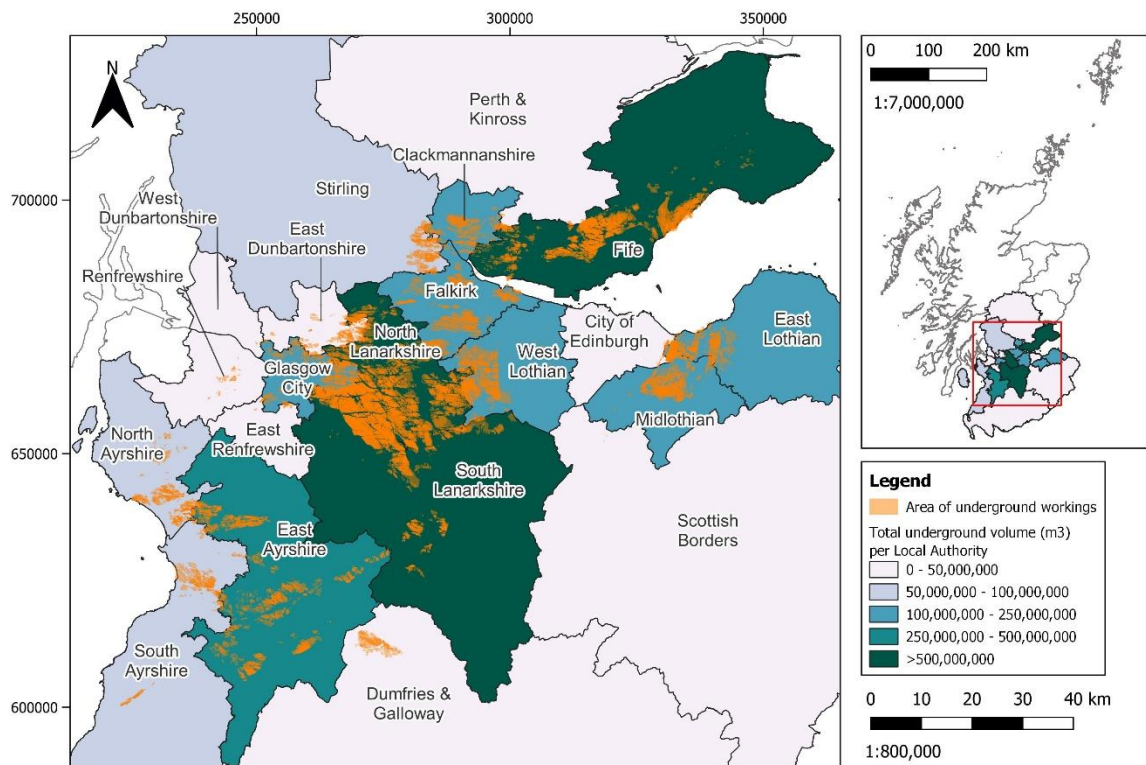 250000
300000
350000
700000
650000
600000
N
Perth &
Kinross
Clackmannanshire
Stirling
West
Dunbartonshire
East
Dunbartonshire
Renfrewshire
Fife
Falkirk
North
Lanarkshire
City of
Edinburgh
East
Lothian
West
Lothian
Glasgow
City
Midlothian
North
Ayrshire
East
Renfrewshire
South
Lanarkshire
East
Ayrshire
Scottish
Borders
South
Ayrshire
Dumfries &
Galloway
0 100 200 km
1:7,000,000
Legend
Area of underground workings
Total underground volume (m3)
per Local Authority
0 - 50,000,000
50,000,000 - 100,000,000
100,000,000 - 250,000,000
250,000,000 - 500,000,000
>500,000,000
0 10 20 30 40 km
1:800,000